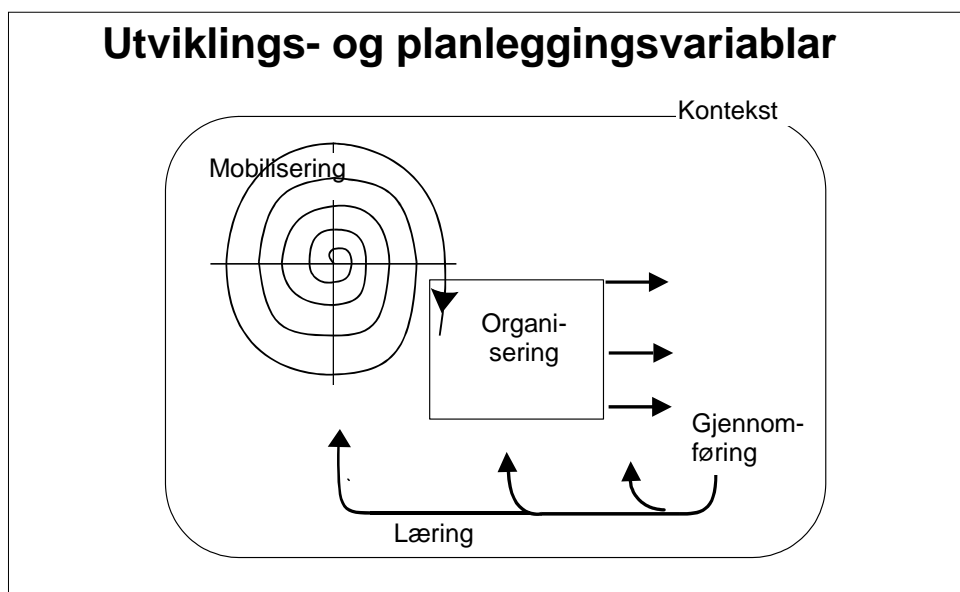 Utviklings- og planleggingsvariablar
Kontekst
Mobilisering
Organi-
sering
Gjennom-
føring
Læring